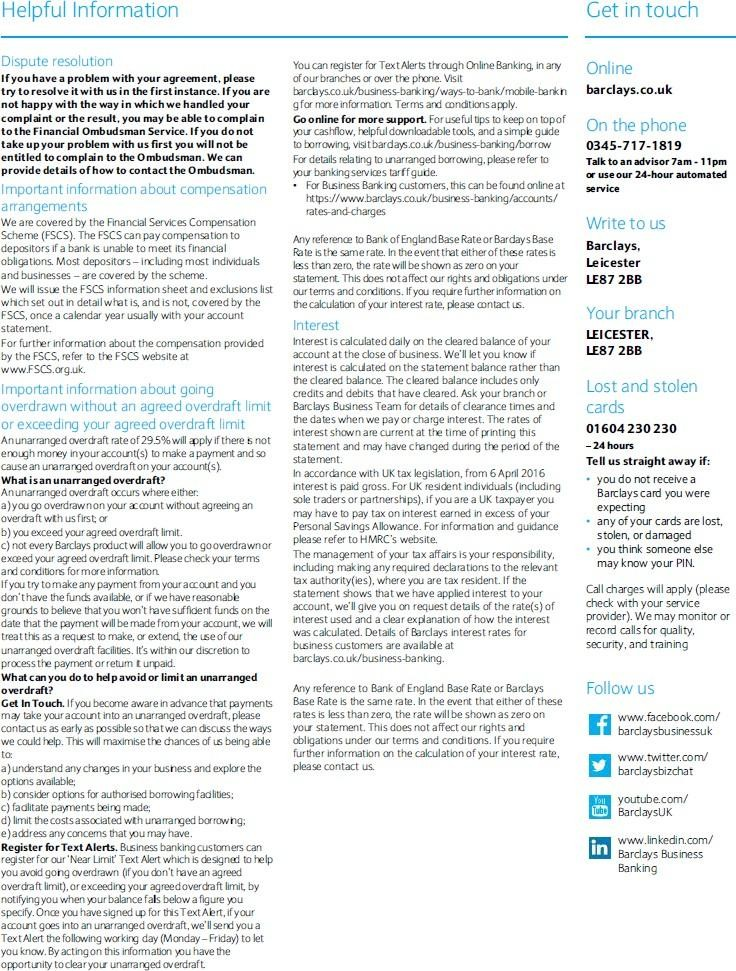 Helpful Information
Dispute resolution
If you have a problem with your agreement, please
try to resolve it with us in the first instance. If you are
not happy with the way in which we handled your
complaint or the result, you may be able to complain
to the Financial Ombudsman Service. If you do not
take up your problem with us first you will not be
entitled to complain to the Ombudsman. We can
provide details of how to contact the Ombudsman.
Important information about compensation
arrangements
We are covered by the Financial Services Compensation
Scheme (FSCS). The FSCS can pay compensation to
depositors if a bank is unable to meet its financial
obligations. Most depositors – including most individuals
and businesses – are covered by the scheme.
We will issue the FSCS information sheet and exclusions list
which set out in detail what is, and is not, covered by the
FSCS, once a calendar year usually with your account
statement.
For further information about the compensation provided
by the FSCS, refer to the FSCS website at
www.FSCS.org.uk.
Important information about going
overdrawn without an agreed overdraft limit
or exceeding your agreed overdraft limit
An unarranged overdraft rate of 29.5% will apply if there is not
enough money in your account(s) to make a payment and so
cause an unarranged overdraft on your account(s).
What is an unarranged overdraft?
An unarranged overdraft occurs where either:
a) you go overdrawn on your account without agreeing an
overdraft with us first; or
b) you exceed your agreed overdraft limit.
c) not every Barclays product will allow you to go overdrawn or
exceed your agreed overdraft limit. Please check your terms
and conditions for more information.
If you try to make any payment from your account and you
don't have the funds available, or if we have reasonable
grounds to believe that you won't have sufficient funds on the
date that the payment will be made from your account, we will
treat this as a request to make, or extend, the use of our
unarranged overdraft facilities. It's within our discretion to
process the payment or return it unpaid.
What can you do to help avoid or limit an unarranged
overdraft?
Get In Touch. If you become aware in advance that payments
may take your account into an unarranged overdraft, please
contact us as early as possible so that we can discuss the ways
we could help. This will maximise the chances of us being able
to:
a) understand any changes in your business and explore the
options available;
b) consider options for authorised borrowing facilities;
c) facilitate payments being made;
d) limit the costs associated with unarranged borrowing;
e) address any concerns that you may have.
Register for Text Alerts. Business banking customers can
register for our 'Near Limit' Text Alert which is designed to help
you avoid going overdrawn (if you don't have an agreed
overdraft limit), or exceeding your agreed overdraft limit, by
notifying you when your balance falls below a figure you
specify. Once you have signed up for this Text Alert, if your
account goes into an unarranged overdraft, we'll send you a
Text Alert the following working day (Monday – Friday) to let
you know. By acting on this information you have the
opportunity to clear your unarranged overdraft.
You can register for Text Alerts through Online Banking, in any
of our branches or over the phone. Visit
barclays.co.uk/business-banking/ways-to-bank/mobile-bankin
g for more information. Terms and conditions apply.
Go online for more support. For useful tips to keep on top of
your cashflow, helpful downloadable tools, and a simple guide
to borrowing, visit barclays.co.uk/business-banking/borrow
For details relating to unarranged borrowing, please refer to
your banking services tariff guide.
• For Business Banking customers, this can be found online at
https://www.barclays.co.uk/business-banking/accounts/
rates-and-charges
Any reference to Bank of England Base Rate or Barclays Base
Rate is the same rate. In the event that either of these rates is
less than zero, the rate will be shown as zero on your
statement. This does not affect our rights and obligations under
our terms and conditions. If you require further information on
the calculation of your interest rate, please contact us.
Interest
Interest is calculated daily on the cleared balance of your
account at the close of business. We'll let you know if
interest is calculated on the statement balance rather than
the cleared balance. The cleared balance includes only
credits and debits that have cleared. Ask your branch or
Barclays Business Team for details of clearance times and
the dates when we pay or charge interest. The rates of
interest shown are current at the time of printing this
statement and may have changed during the period of the
statement.
In accordance with UK tax legislation, from 6 April 2016
interest is paid gross. For UK resident individuals (including
sole traders or partnerships), if you are a UK taxpayer you
may have to pay tax on interest earned in excess of your
Personal Savings Allowance. For information and guidance
please refer to HMRC's website.
The management of your tax affairs is your responsibility,
including making any required declarations to the relevant
tax authority(ies), where you are tax resident. If the
statement shows that we have applied interest to your
account, we'll give you on request details of the rate(s) of
interest used and a clear explanation of how the interest
was calculated. Details of Barclays interest rates for
business customers are available at
barclays.co.uk/business-banking.
Any reference to Bank of England Base Rate or Barclays
Base Rate is the same rate. In the event that either of these
rates is less than zero, the rate will be shown as zero on
your statement. This does not affect our rights and
obligations under our terms and conditions. If you require
further information on the calculation of your interest rate,
please contact us.
Get in touch
Online
barclays.co.uk
On the phone
0345-717-1819
Talk to an advisor 7am - 11pm
or use our 24-hour automated
service
Write to us
Barclays,
Leicester
LE87 2BB
Your branch
LEICESTER,
LE87 2BB
Lost and stolen
cards
01604 230 230
– 24 hours
Tell us straight away if:
• you do not receive a
Barclays card you were
expecting
• any of your cards are lost,
stolen, or damaged
• you think someone else
may know your PIN.
Call charges will apply (please
check with your service
provider). We may monitor or
record calls for quality,
security, and training
Follow us
www.facebook.com/
barclaysbusinessuk
www.twitter.com/
barclaysbizchat
You
Tube
youtube.com/
BarclaysUK
in
www.linkedin.com/
Barclays Business
Banking